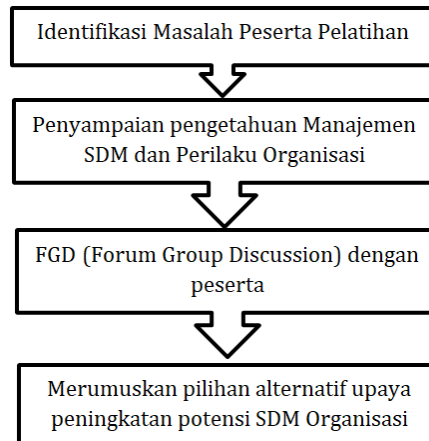 Identifikasi Masalah Peserta Pelatihan
Penyampaian pengetahuan Manajemen
SDM dan Perilaku Organisasi
FGD (Forum Group Discussion) dengan
peserta
Merumuskan pilihan alternatif upaya
peningkatan potensi SDM Organisasi